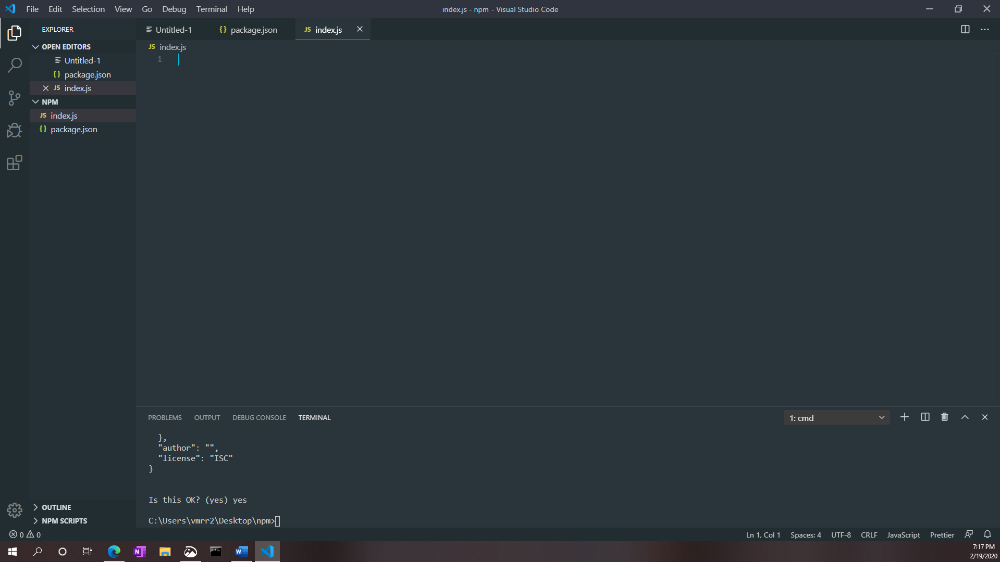 File Edit Selection View Go Debug Terminal Help
index.js - npm - Visual Studio Code
EXPLORER
Untitled-1
{} package.json
JS index.js
OPEN EDITORS
Untitled-1
{} package.json
JS index.js
NPM
JS index.js
{} package.json
OUTLINE
NPM SCRIPTS
JS index.js
1
PROBLEMS OUTPUT DEBUG CONSOLE TERMINAL
1: cmd
},
"author": "",
"license": "ISC"
}
Is this OK? (yes) yes
C:\Users\vmrr2\Desktop\npm>
0 0
Ln 1, Col 1 Spaces: 4 UTF-8 CRLF JavaScript Prettier
7:17 PM
2/19/2020